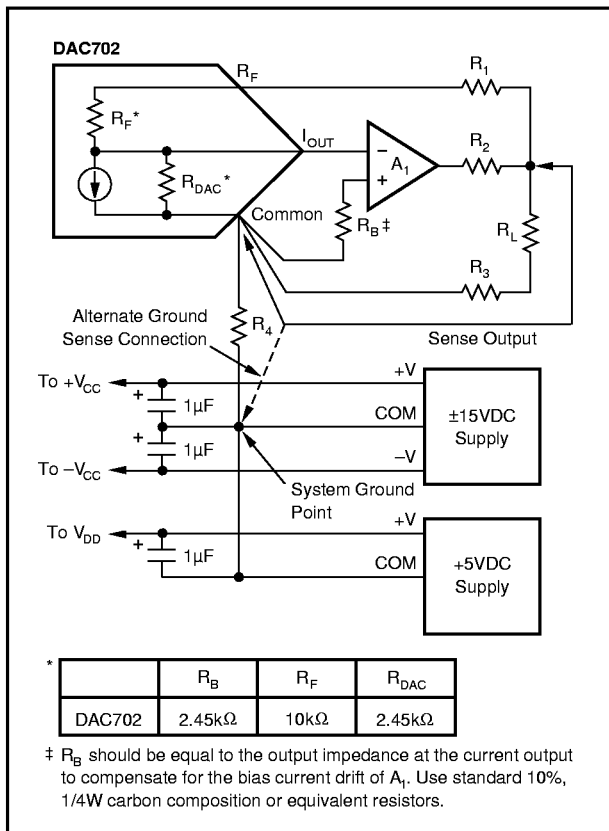 DAC702
R_F
R_1
R_F*
I_OUT
−
A_1
+
R_2
R_DAC*
Common
R_B‡
R_L
R_3
Alternate Ground
Sense Connection
R_4
Sense Output
To +V_CC
+
1µF
+V
COM
±15VDC
Supply
+
1µF
To −V_CC
–V
System Ground
Point
To V_DD
+
1µF
+V
COM
+5VDC
Supply
*
R_B R_F R_DAC
DAC702 2.45kΩ 10kΩ 2.45kΩ
‡ R_B should be equal to the output impedance at the current output
to compensate for the bias current drift of A_1. Use standard 10%,
1/4W carbon composition or equivalent resistors.